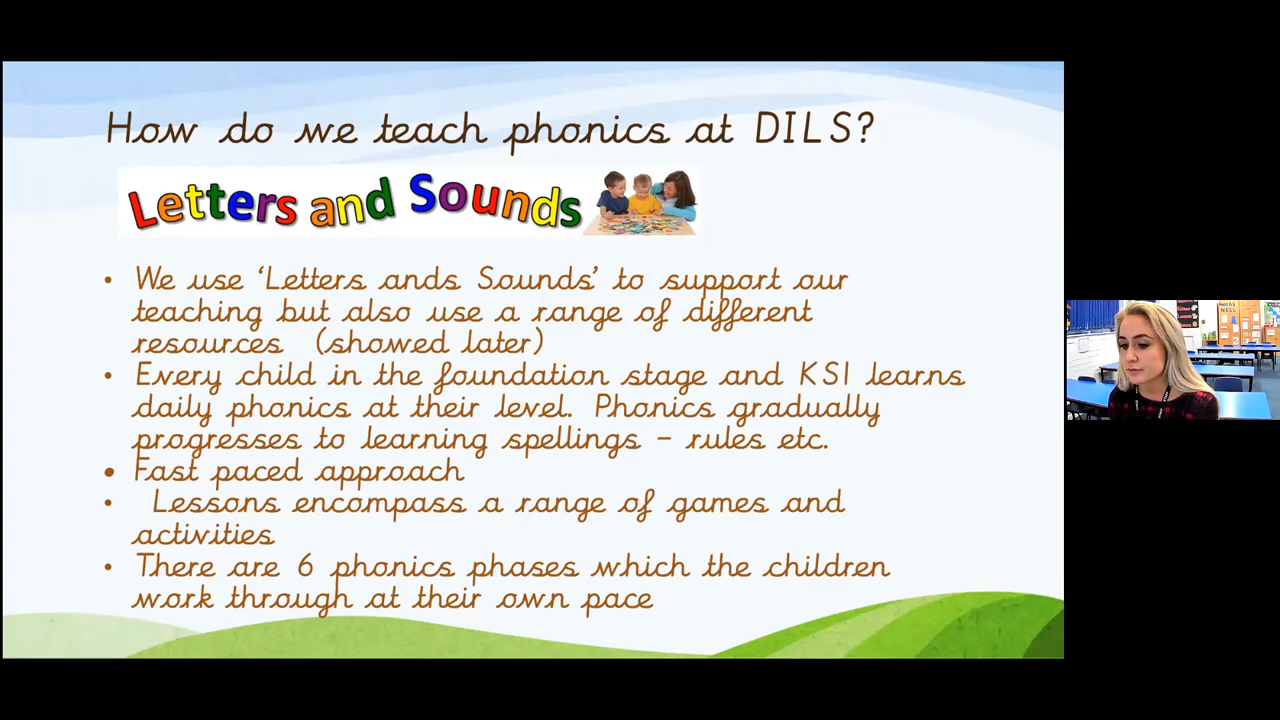 How do we teach phonics at DILS?
Letters and Sounds
• We use ‘Letters ands Sounds’ to support our
teaching but also use a range of different
resources (showed later)
• Every child in the foundation stage and KS1 learns
daily phonics at their level. Phonics gradually
progresses to learning spellings – rules etc.
• Fast paced approach
• Lessons encompass a range of games and
activities
• There are 6 phonics phases which the children
work through at their own pace